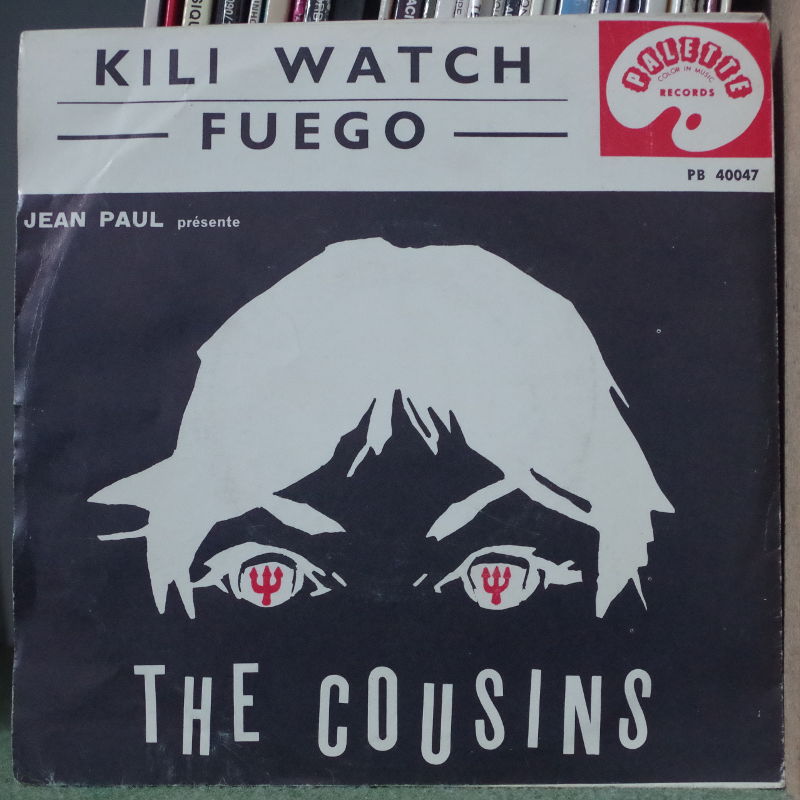 KILI WATCH
FUEGO
PALETTE
COLOR IN MUSIC
RECORDS
PB 40047
JEAN PAUL présente
THE COUSINS